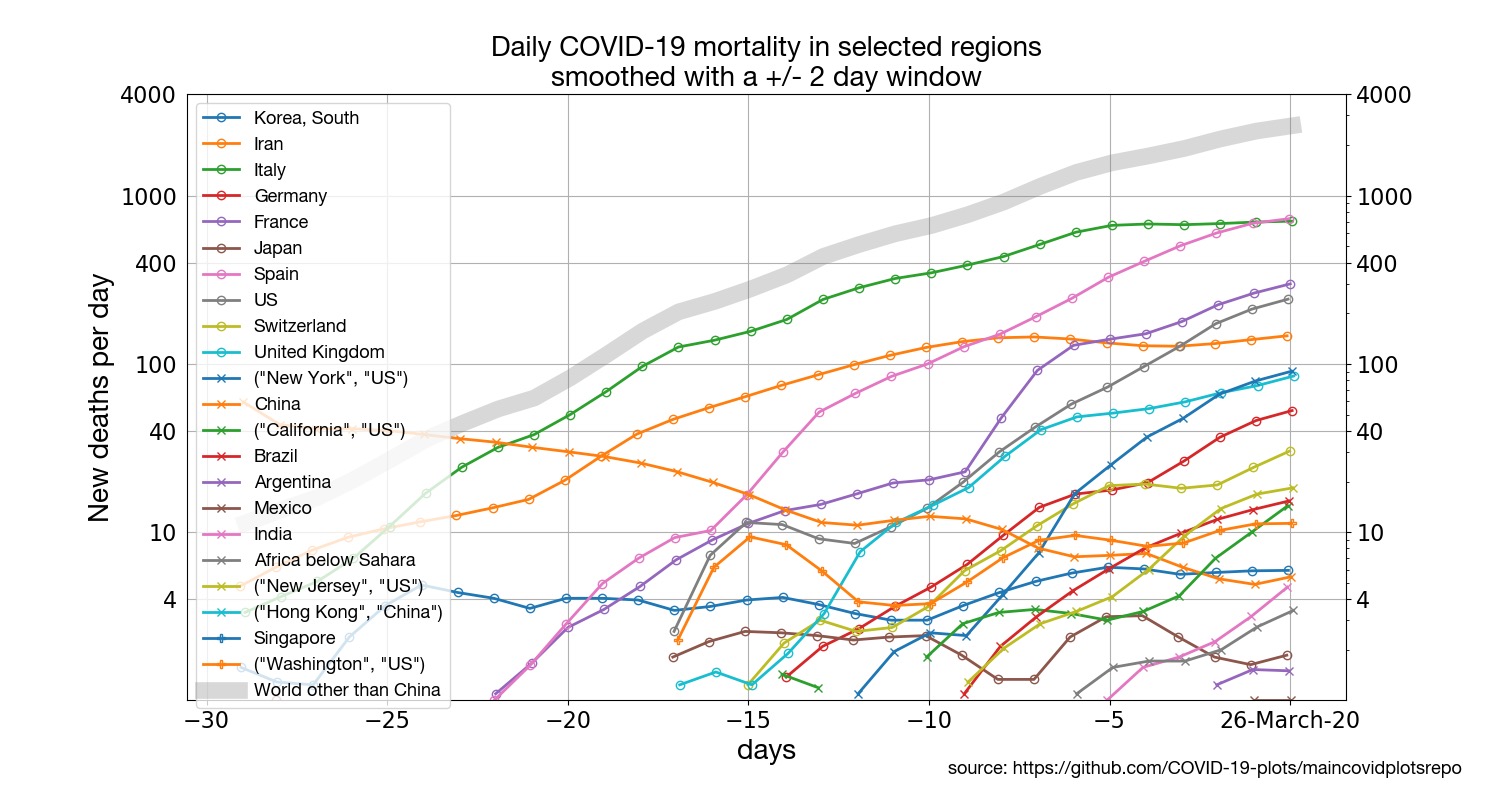 Daily COVID-19 mortality in selected regions
smoothed with a +/- 2 day window
New deaths per day
4000
1000
400
100
40
10
4
Korea, South
Iran
Italy
Germany
France
Japan
Spain
US
Switzerland
United Kingdom
("New York", "US")
China
("California", "US")
Brazil
Argentina
Mexico
India
Africa below Sahara
("New Jersey", "US")
("Hong Kong", "China")
Singapore
("Washington", "US")
World other than China
4000
1000
400
100
40
10
4
−30 −25 −20 −15 −10 −5 26-March-20
days
source: https://github.com/COVID-19-plots/maincovidplotsrepo